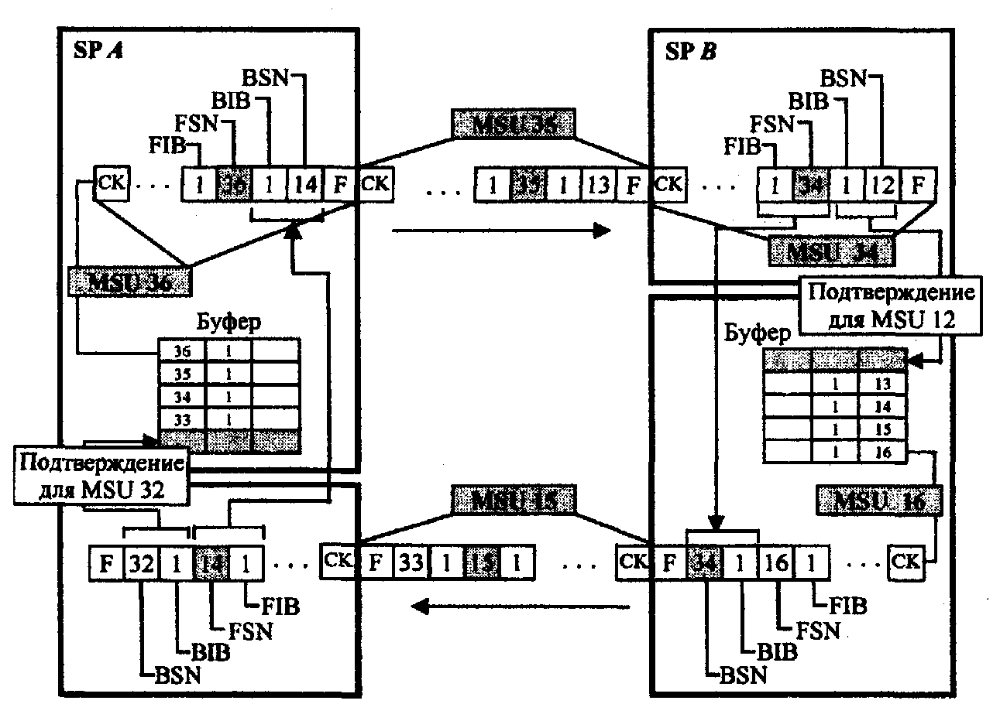 SP A
SP B
BSN
BIB
FSN
FIB
BSN
BIB
FSN
FIB
MSU 35
CK ... 1 36 1 14 F CK ... 1 35 1 13 F CK ... 1 34 1 12 F
MSU 36
MSU 34
Подтверждение
для MSU 12
Буфер
36 1
35 1
34 1
33 1
Буфер
1 13
1 14
1 15
1 16
Подтверждение
для MSU 32
MSU 15
MSU 16
F 32 1 14 1 ... CK F 33 1 15 1 ... CK F 34 1 16 1 ... CK
FIB
FSN
BIB
BSN
FIB
FSN
BIB
BSN